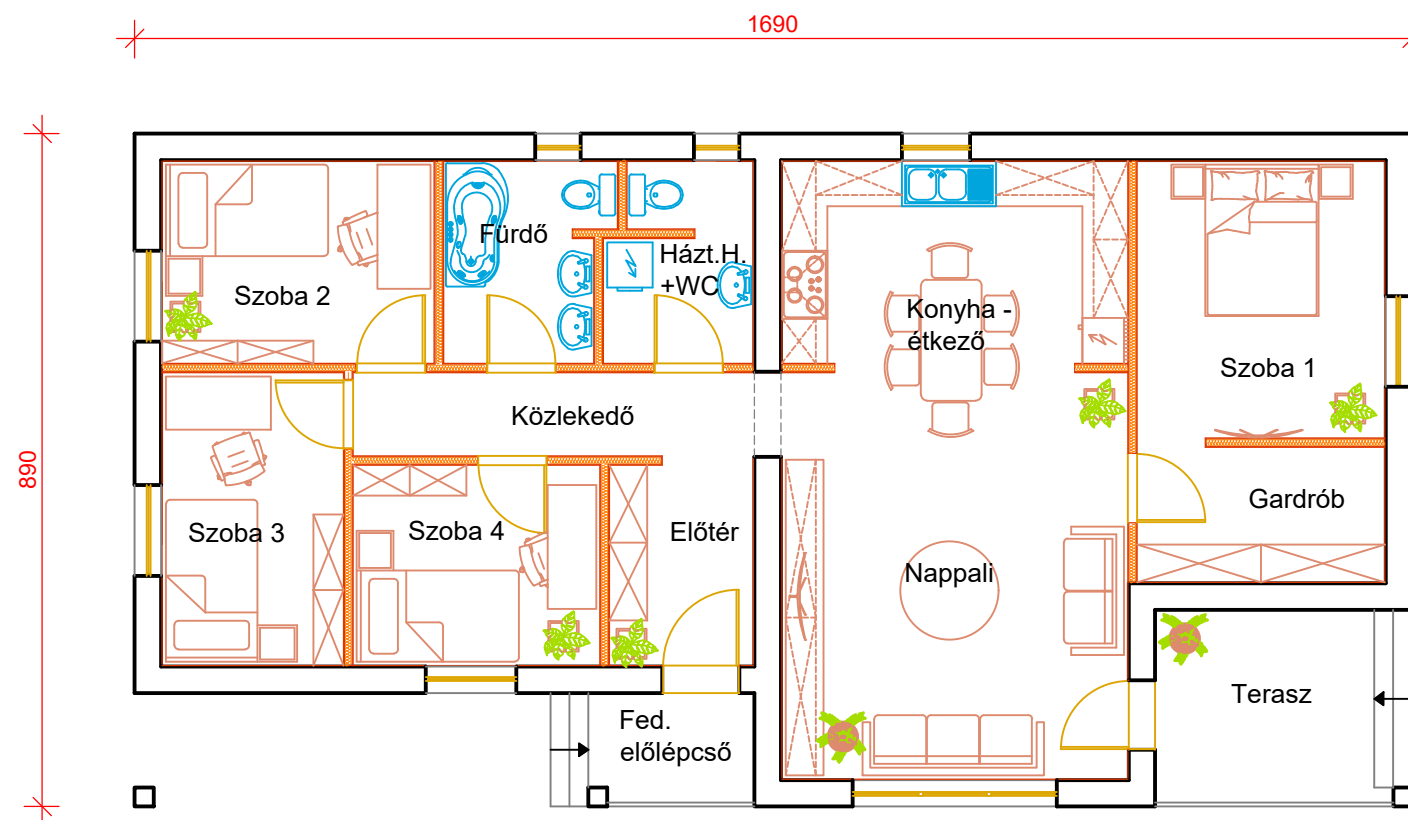 1690
890
Szoba 2
Fürdő
Házt.H.
+WC
Konyha -
étkező
Szoba 1
Közlekedő
Szoba 3
Szoba 4
Előtér
Nappali
Gardrób
Fed.
előlépcső
Terasz